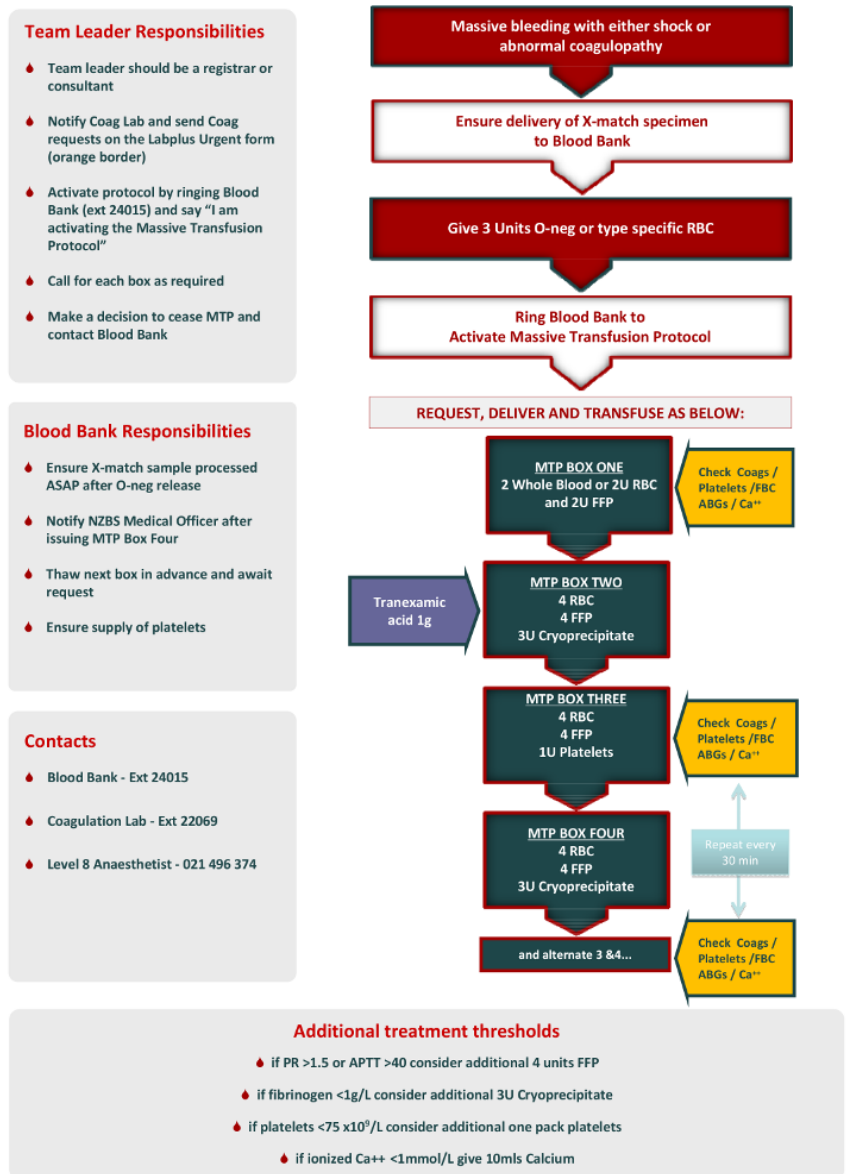 Team Leader Responsibilities
Team leader should be a registrar or
consultant
Notify Coag Lab and send Coag
requests on the Labplus Urgent form
(orange border)
Activate protocol by ringing Blood
Bank (ext 24015) and say “I am
activating the Massive Transfusion
Protocol”
Call for each box as required
Make a decision to cease MTP and
contact Blood Bank
Blood Bank Responsibilities
Ensure X-match sample processed
ASAP after O-neg release
Notify NZBS Medical Officer after
issuing MTP Box Four
Thaw next box in advance and await
request
Ensure supply of platelets
Contacts
Blood Bank - Ext 24015
Coagulation Lab - Ext 22069
Level 8 Anaesthetist - 021 496 374
Massive bleeding with either shock or
abnormal coagulopathy
Ensure delivery of X-match specimen
to Blood Bank
Give 3 Units O-neg or type specific RBC
Ring Blood Bank to
Activate Massive Transfusion Protocol
REQUEST, DELIVER AND TRANSFUSE AS BELOW:
MTP BOX ONE
2 Whole Blood or 2U RBC
and 2U FFP
Check Coags /
Platelets /FBC
ABGs / Ca⁺⁺
Tranexamic
acid 1g
MTP BOX TWO
4 RBC
4 FFP
3U Cryoprecipitate
MTP BOX THREE
4 RBC
4 FFP
1U Platelets
Check Coags /
Platelets /FBC
ABGs / Ca⁺⁺
Repeat every
30 min
MTP BOX FOUR
4 RBC
4 FFP
3U Cryoprecipitate
and alternate 3 &4...
Check Coags /
Platelets /FBC
ABGs / Ca⁺⁺
Additional treatment thresholds
if PR >1.5 or APTT >40 consider additional 4 units FFP
if fibrinogen <1g/L consider additional 3U Cryoprecipitate
if platelets <75 x10⁹/L consider additional one pack platelets
if ionized Ca++ <1mmol/L give 10mls Calcium